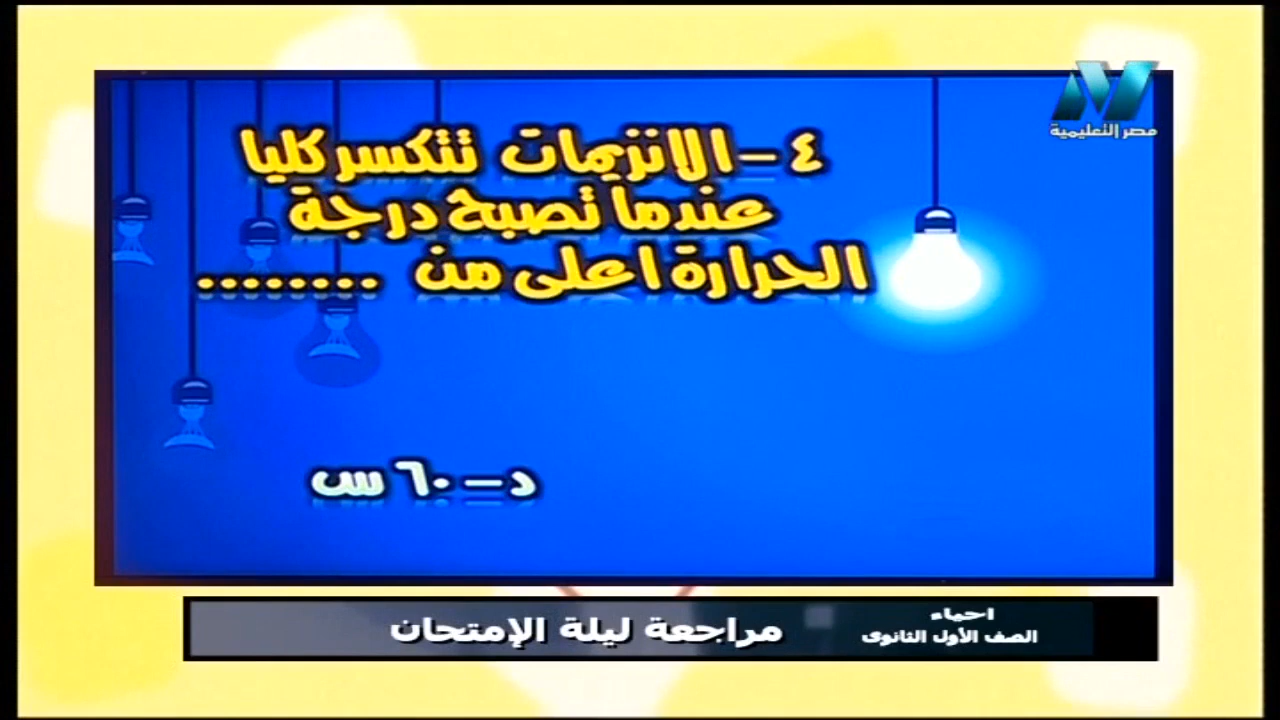 مصر التعليمية
٤ – الانزيمات تتكسر كليا
عندما تصبح درجة
الحرارة اعلى من ........
د – ٦٠ س
احياء
الصف الأول الثانوى
مراجعة ليلة الإمتحان